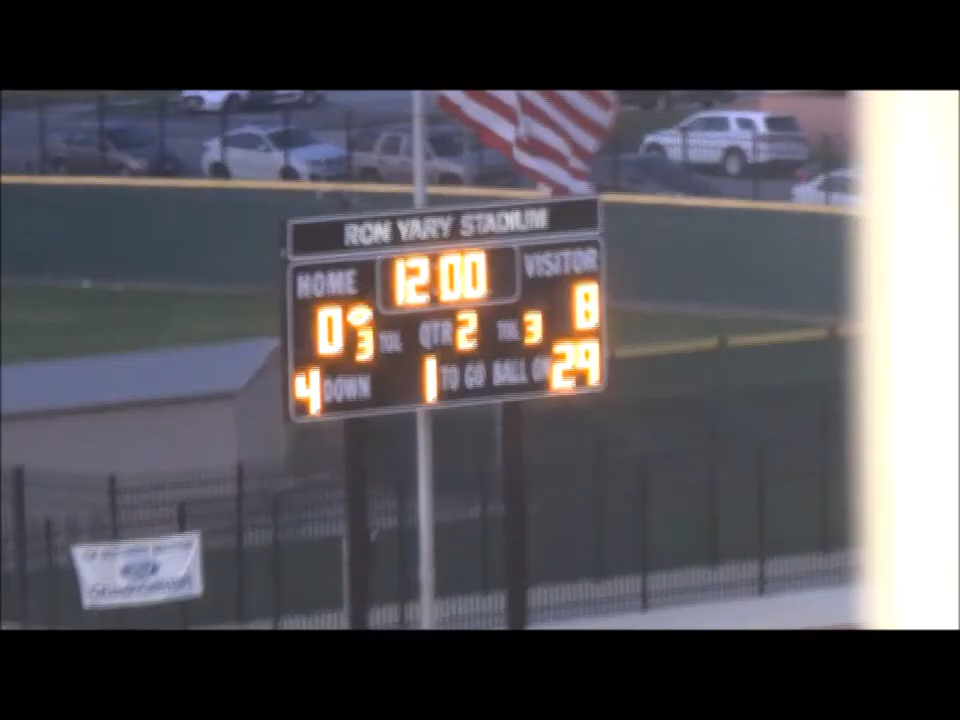 RON YARY STADIUM
HOME 12:00 VISITOR
0 3 TOL QTR 2 TOL 3 8
4 DOWN 1 TO GO BALL ON 29